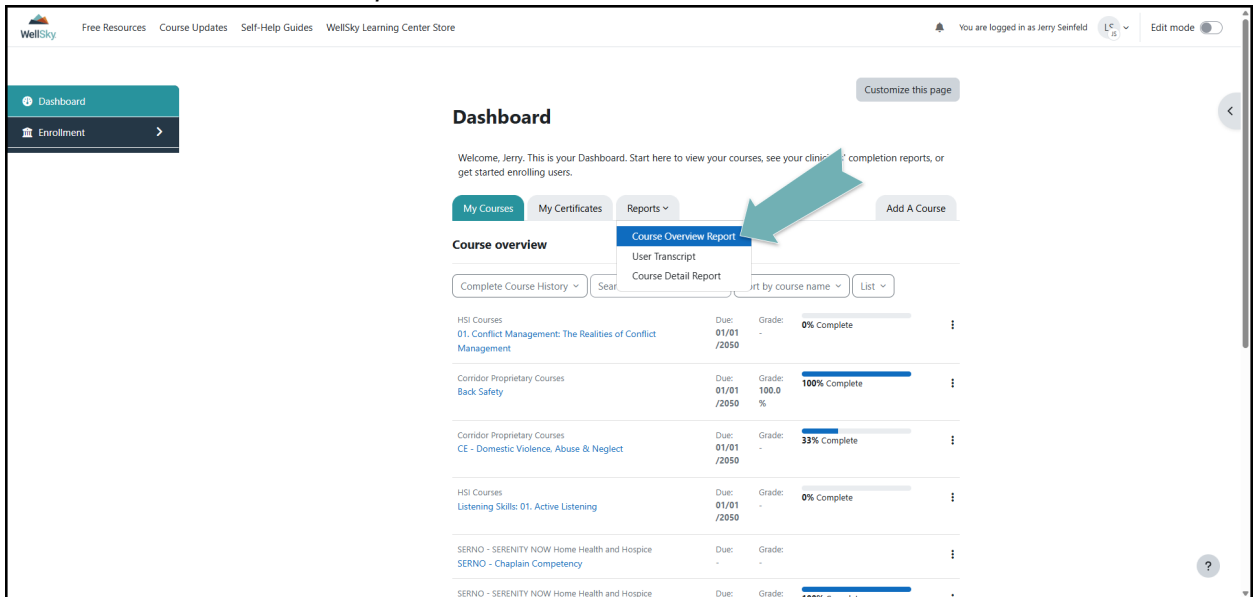 WellSky
Free Resources Course Updates Self-Help Guides WellSky Learning Center Store
You are logged in as Jerry Seinfeld
Edit mode
Dashboard
Enrollment
Customize this page
Dashboard
Welcome, Jerry. This is your Dashboard. Start here to view your courses, see your completion reports, or
get started enrolling users.
My Courses My Certificates Reports Add A Course
Course overview
Course Overview Report
User Transcript
Course Detail Report
Complete Course History Sear rt by course name List
HSI Courses
01. Conflict Management: The Realities of Conflict
Management
Due:
01/01
/2050
Grade:
-
0% Complete
Corridor Proprietary Courses
Back Safety
Due:
01/01
/2050
Grade:
100.0
%
100% Complete
Corridor Proprietary Courses
CE - Domestic Violence, Abuse & Neglect
Due:
01/01
/2050
Grade:
-
33% Complete
HSI Courses
Listening Skills: 01. Active Listening
Due:
01/01
/2050
Grade:
-
0% Complete
SERNO - SERENITY NOW Home Health and Hospice
SERNO - Chaplain Competency
Due:
-
Grade:
-
?
SERNO - SERENITY NOW Home Health and Hospice
Due:
Grade: